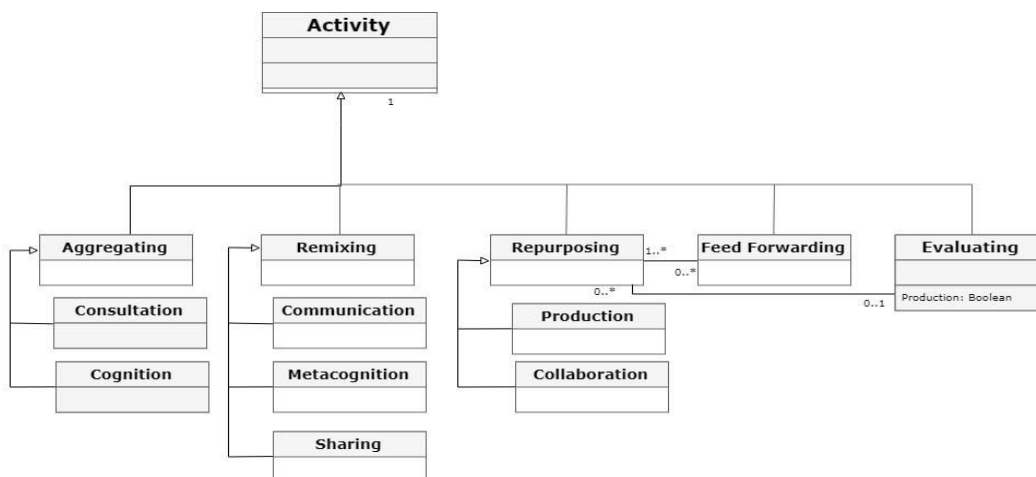 Activity
1
Aggregating
Remixing
Repurposing
1..*
0..*
Feed Forwarding
Evaluating
Production: Boolean
0..*
0..1
Consultation
Communication
Production
Cognition
Metacognition
Collaboration
Sharing